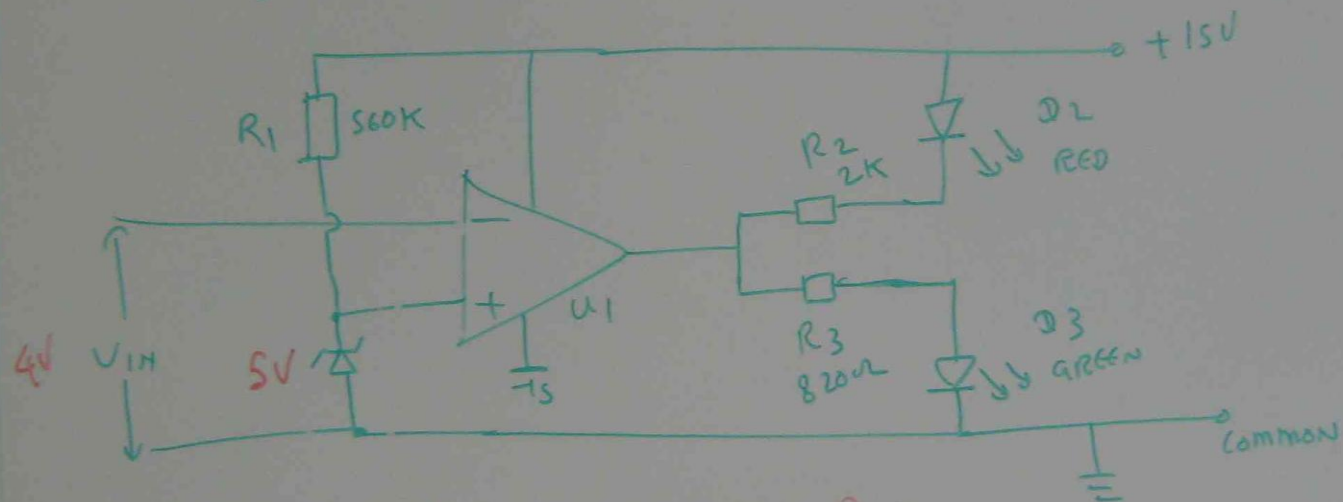 +15V
R1 560K
R2
2K
D2
RED
-
+
U1
-15
4V VIN
5V
R3
820Ω
D3
GREEN
COMMON